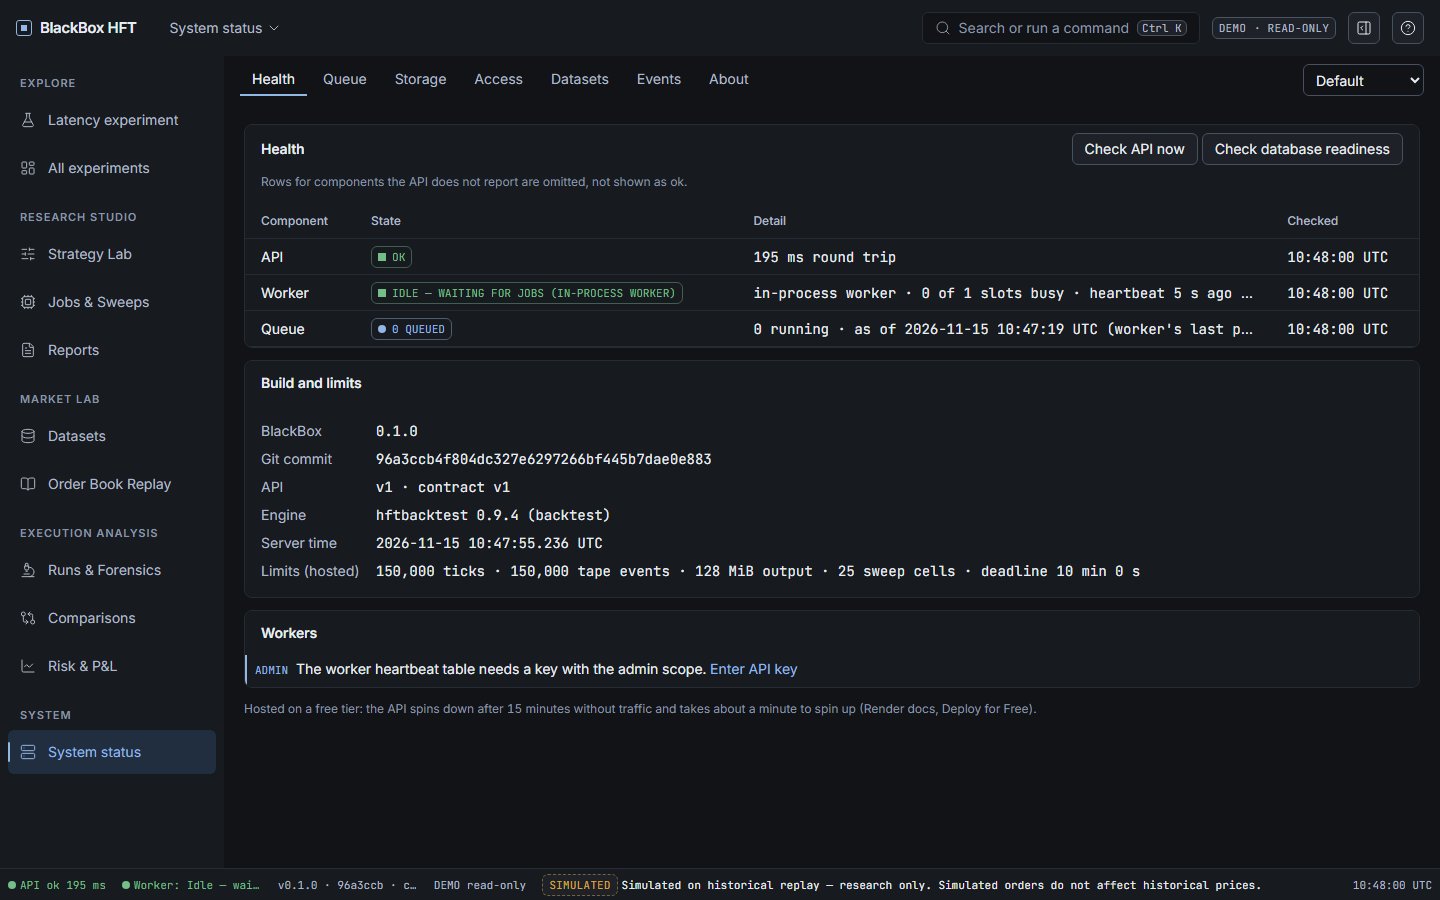 BlackBox HFT
System status
Search or run a command Ctrl K
DEMO · READ-ONLY
EXPLORE
Latency experiment
All experiments
RESEARCH STUDIO
Strategy Lab
Jobs & Sweeps
Reports
MARKET LAB
Datasets
Order Book Replay
EXECUTION ANALYSIS
Runs & Forensics
Comparisons
Risk & P&L
SYSTEM
System status
Health Queue Storage Access Datasets Events About
Default
Health
Check API now Check database readiness
Rows for components the API does not report are omitted, not shown as ok.
Component State Detail Checked
API OK 195 ms round trip 10:48:00 UTC
Worker IDLE — WAITING FOR JOBS (IN-PROCESS WORKER) in-process worker · 0 of 1 slots busy · heartbeat 5 s ago … 10:48:00 UTC
Queue 0 QUEUED 0 running · as of 2026-11-15 10:47:19 UTC (worker's last p… 10:48:00 UTC
Build and limits
BlackBox 0.1.0
Git commit 96a3ccb4f804dc327e6297266bf445b7dae0e883
API v1 · contract v1
Engine hftbacktest 0.9.4 (backtest)
Server time 2026-11-15 10:47:55.236 UTC
Limits (hosted) 150,000 ticks · 150,000 tape events · 128 MiB output · 25 sweep cells · deadline 10 min 0 s
Workers
ADMIN The worker heartbeat table needs a key with the admin scope. Enter API key
Hosted on a free tier: the API spins down after 15 minutes without traffic and takes about a minute to spin up (Render docs, Deploy for Free).
API ok 195 ms Worker: Idle — wai… v0.1.0 · 96a3ccb · c… DEMO read-only SIMULATED Simulated on historical replay — research only. Simulated orders do not affect historical prices. 10:48:00 UTC